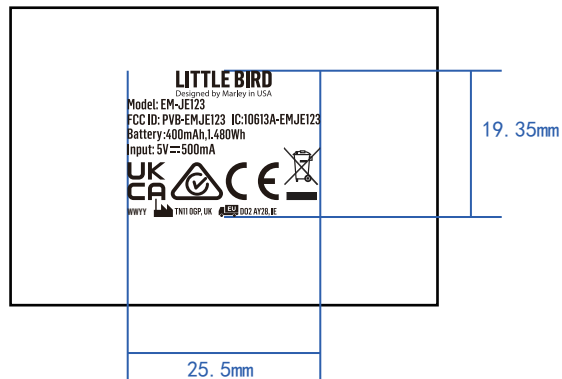 LITTLE BIRD
Designed by Marley in USA
Model: EM-JE123
FCC ID: PVB-EMJE123 IC:10613A-EMJE123
Battery:400mAh,1.480Wh
Input: 5V⎓500mA
UK
CA
CE
WWYY TN11 0GP, UK EU D02 AY28, IE
19.35mm
25.5mm